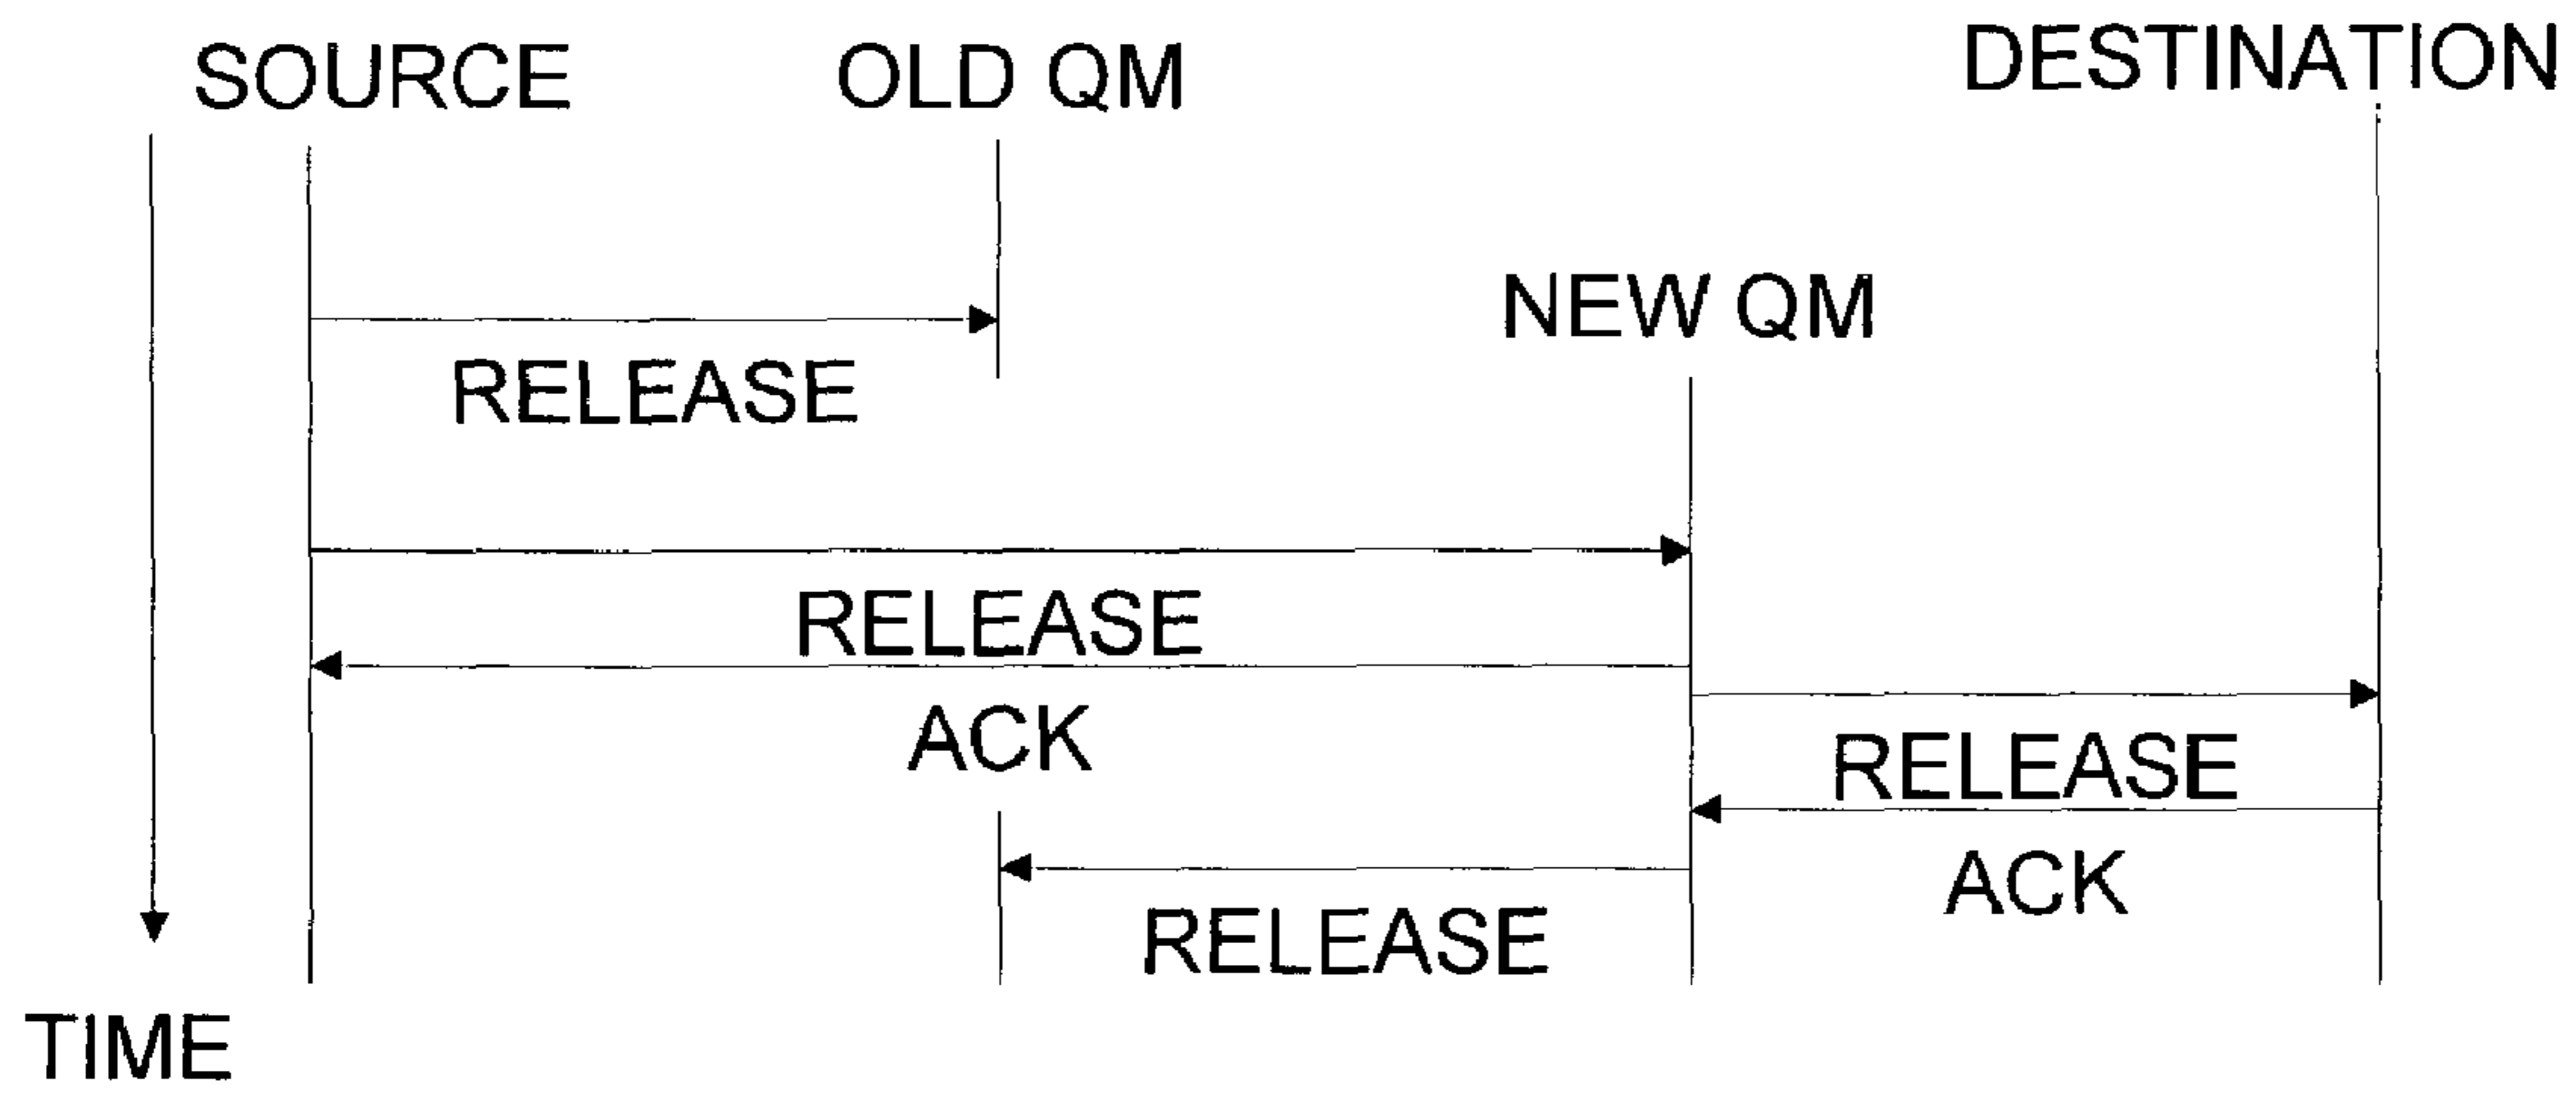 SOURCE
OLD QM
DESTINATION
NEW QM
RELEASE
RELEASE
ACK
RELEASE
ACK
RELEASE
TIME